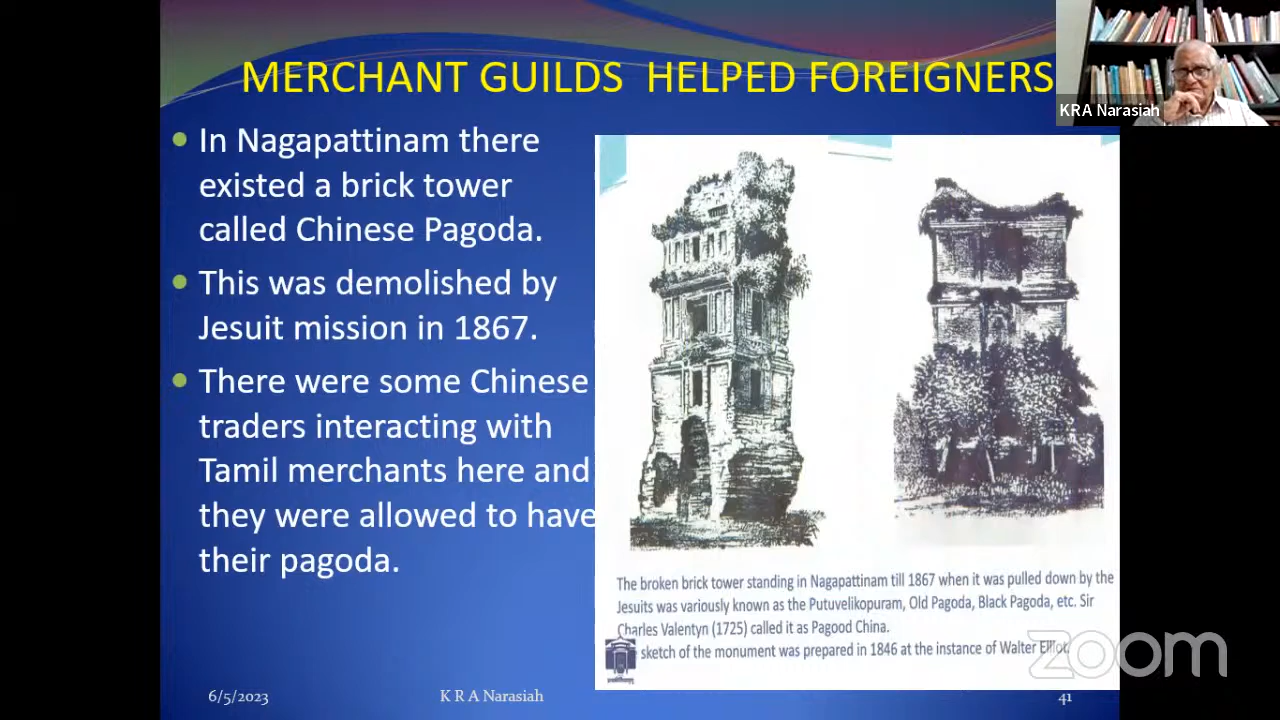 MERCHANT GUILDS HELPED FOREIGNERS
KRA Narasiah
In Nagapattinam there
existed a brick tower
called Chinese Pagoda.
This was demolished by
Jesuit mission in 1867.
There were some Chinese
traders interacting with
Tamil merchants here and
they were allowed to have
their pagoda.
The broken brick tower standing in Nagapattinam till 1867 when it was pulled down by the
Jesuits was variously known as the Putuvelikopuram, Old Pagoda, Black Pagoda, etc. Sir
Charles Valentyn (1725) called it as Pagood China.
sketch of the monument was prepared in 1846 at the instance of Walter Elliot.
zoom
6/5/2023
K R A Narasiah
41